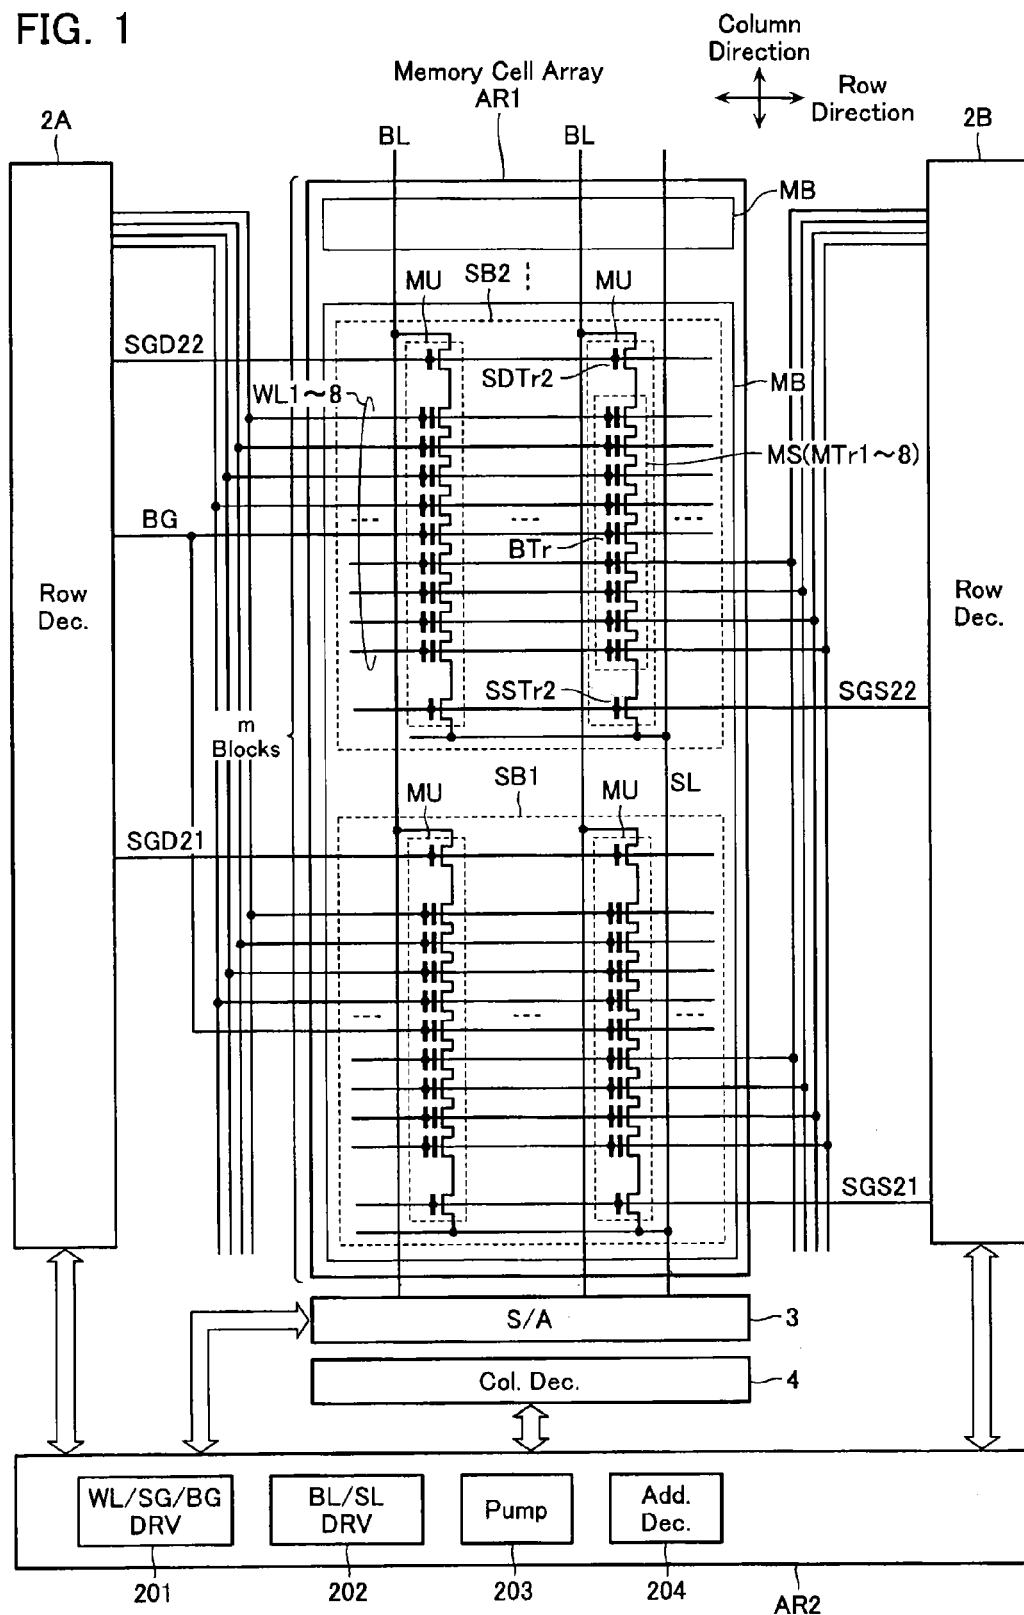 FIG. 1
Column
Direction
Row
Direction
Memory Cell Array
AR1
2A
2B
BL
BL
MB
SB2
MU
MU
SGD22
SDTr2
MB
WL1～8
MS(MTr1～8)
BG
BTr
Row
Dec.
Row
Dec.
SSTr2
SGS22
m
Blocks
SB1
SL
MU
MU
SGD21
SGS21
S/A
3
Col. Dec.
4
WL/SG/BG
DRV
BL/SL
DRV
Pump
Add.
Dec.
201
202
203
204
AR2